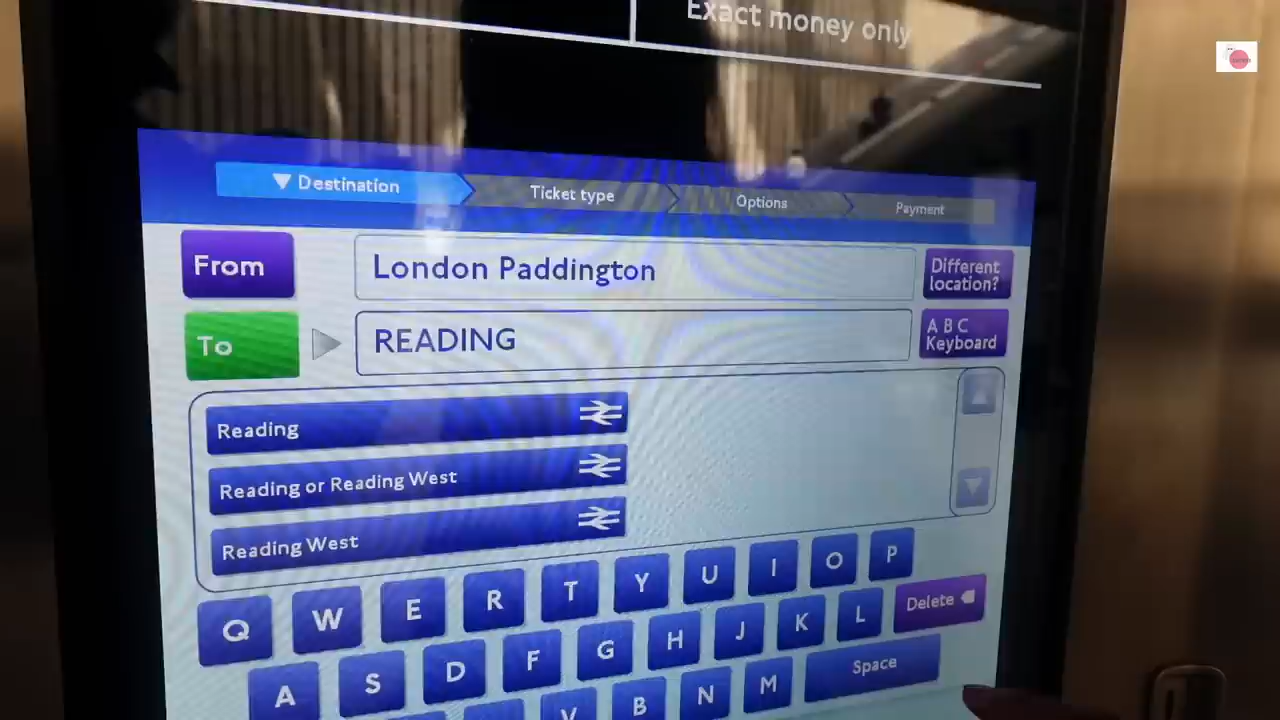 Exact money only
Destination
Ticket type
Options
Payment
From
London Paddington
Different
location?
To
READING
A B C
Keyboard
Reading
Reading or Reading West
Reading West
Q W E R T Y U I O P
A S D F G H J K L Delete
V B N M Space